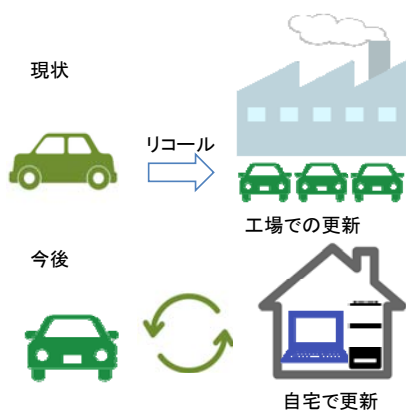 現状
リコール
工場での更新
今後
自宅で更新